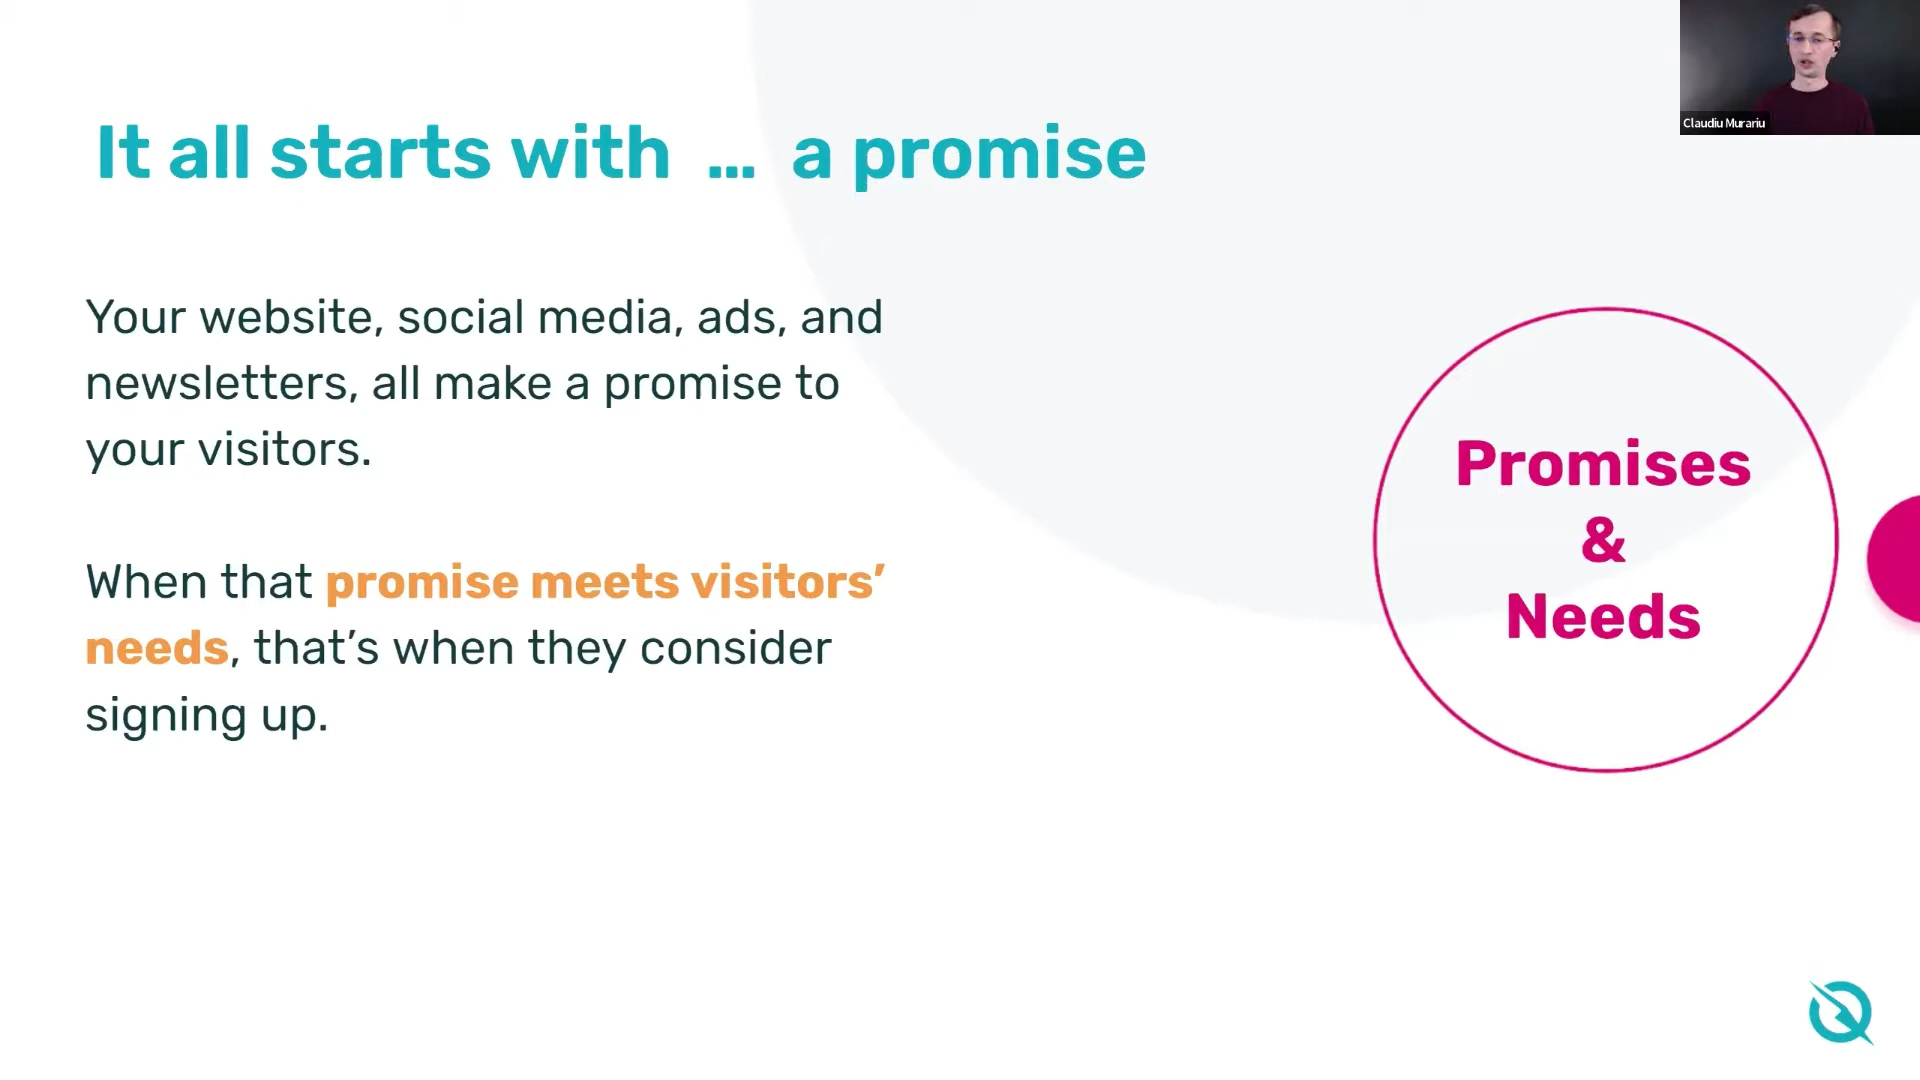 It all starts with ... a promise
Claudiu Murariu
Your website, social media, ads, and
newsletters, all make a promise to
your visitors.
When that promise meets visitors’
needs, that’s when they consider
signing up.
Promises
&
Needs